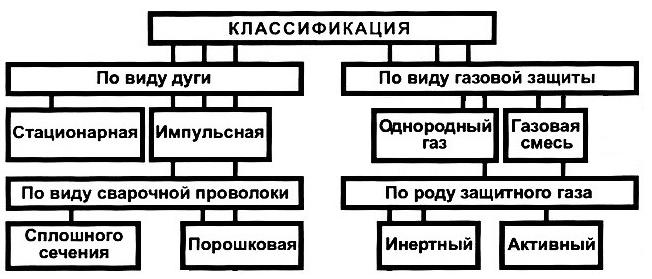 КЛАССИФИКАЦИЯ
По виду дуги
По виду газовой защиты
Стационарная
Импульсная
Однородный
газ
Газовая
смесь
По виду сварочной проволоки
По роду защитного газа
Сплошного
сечения
Порошковая
Инертный
Активный